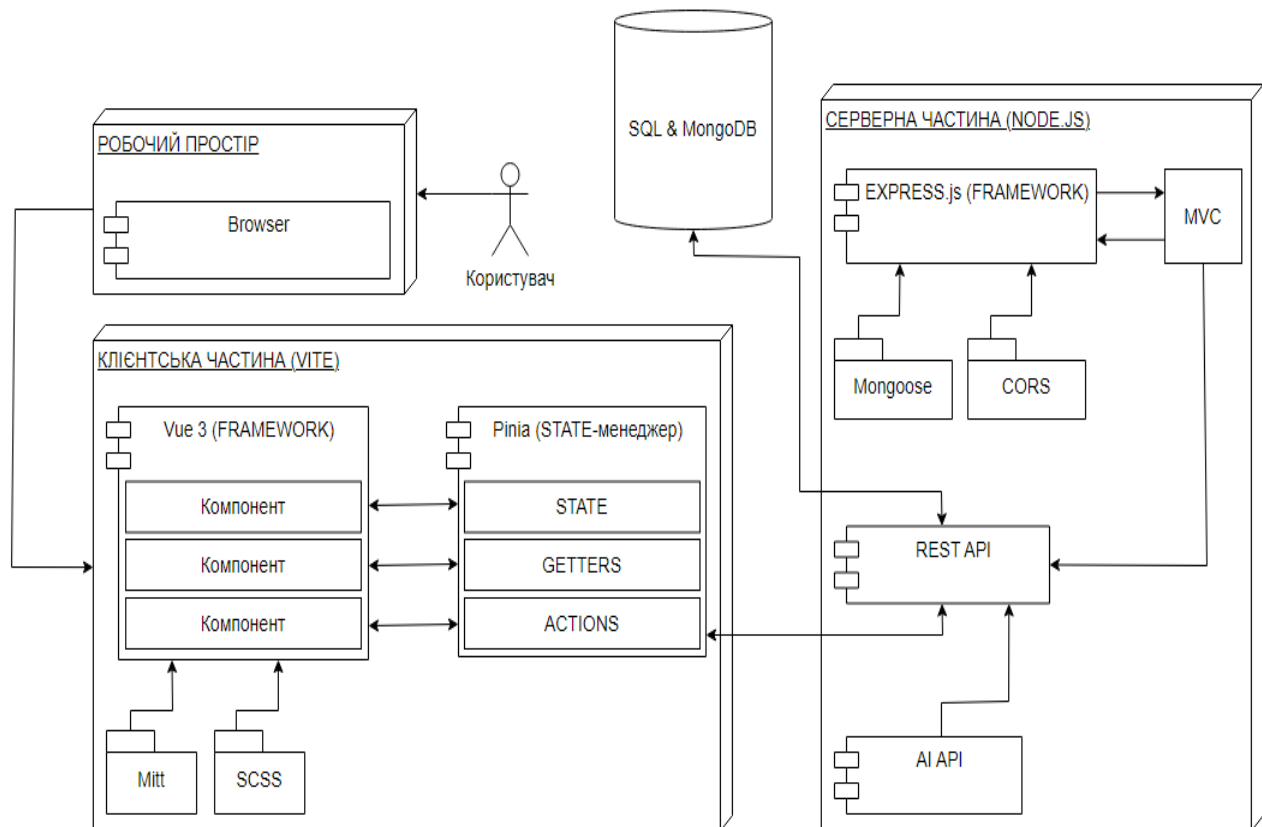 SQL & MongoDB
РОБОЧИЙ ПРОСТІР
Browser
Користувач
КЛІЄНТСЬКА ЧАСТИНА (VITE)
Vue 3 (FRAMEWORK)
Компонент
Компонент
Компонент
Pinia (STATE-менеджер)
STATE
GETTERS
ACTIONS
Mitt
SCSS
СЕРВЕРНА ЧАСТИНА (NODE.JS)
EXPRESS.js (FRAMEWORK)
MVC
Mongoose
CORS
REST API
AI API